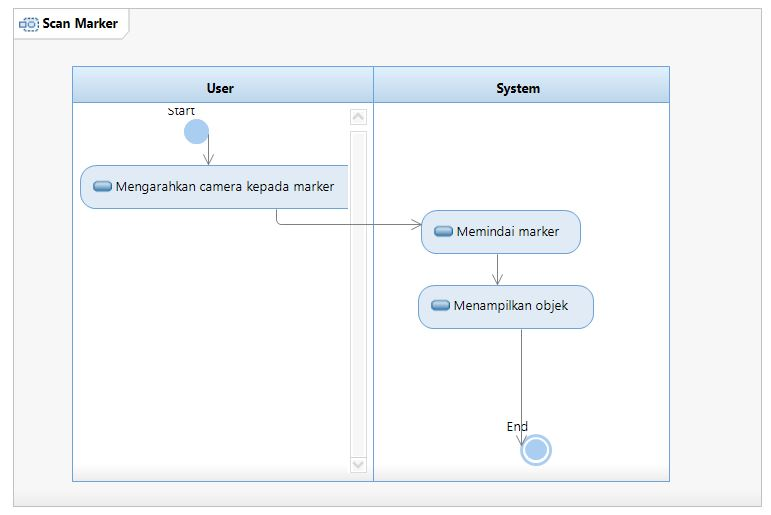 Scan Marker
User
System
Start
Mengarahkan camera kepada marker
Memindai marker
Menampilkan objek
End